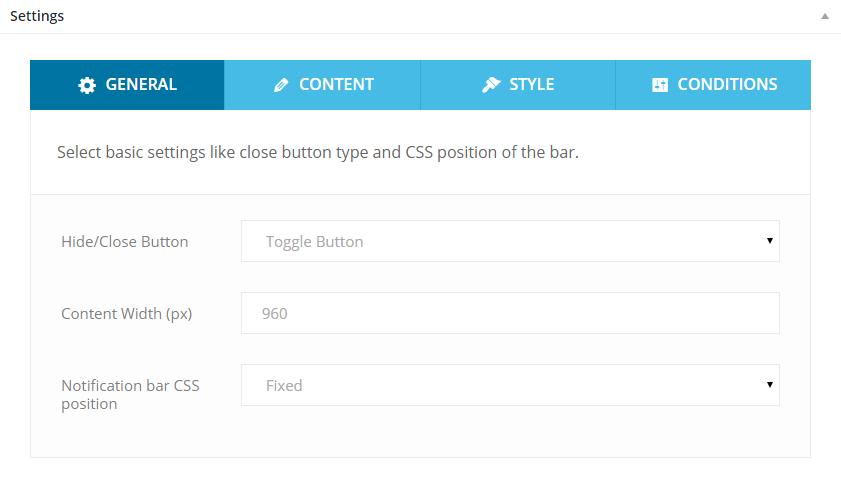 Settings
GENERAL CONTENT STYLE CONDITIONS
Select basic settings like close button type and CSS position of the bar.
Hide/Close Button Toggle Button
Content Width (px) 960
Notification bar CSS Fixed
position